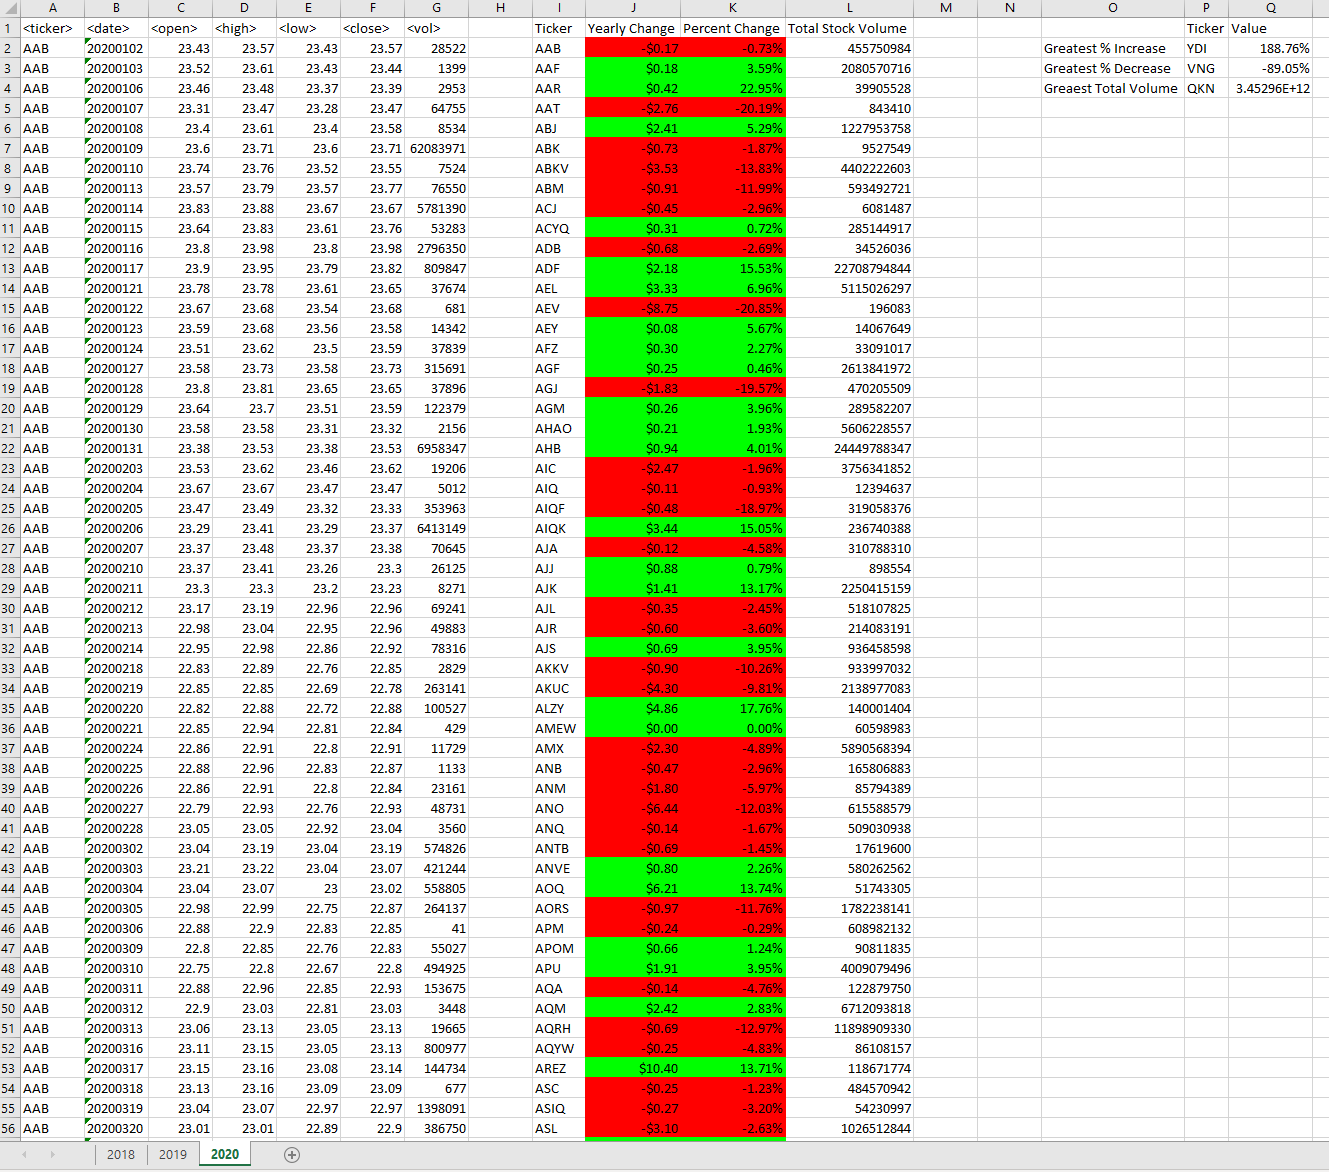 A B C D E F G H I J K L M N O P Q
1 <ticker> <date> <open> <high> <low> <close> <vol> Ticker Yearly Change Percent Change Total Stock Volume Ticker Value
2 AAB 20200102 23.43 23.57 23.43 23.57 28522 AAB -$0.17 -0.73% 455750984 Greatest % Increase YDI 188.76%
3 AAB 20200103 23.52 23.61 23.43 23.44 1399 AAF $0.18 3.59% 2080570716 Greatest % Decrease VNG -89.05%
4 AAB 20200106 23.46 23.48 23.37 23.39 2953 AAR $0.42 22.95% 39905528 Greaest Total Volume QKN 3.45296E+12
5 AAB 20200107 23.31 23.47 23.28 23.47 64755 AAT -$2.76 -20.19% 843410
6 AAB 20200108 23.4 23.61 23.4 23.58 8534 ABJ $2.41 5.29% 1227953758
7 AAB 20200109 23.6 23.71 23.6 23.71 62083971 ABK -$0.73 -1.87% 9527549
8 AAB 20200110 23.74 23.76 23.52 23.55 7524 ABKV -$3.53 -13.83% 4402222603
9 AAB 20200113 23.57 23.79 23.57 23.77 76550 ABM -$0.91 -11.99% 593492721
10 AAB 20200114 23.83 23.88 23.67 23.67 5781390 ACJ -$0.45 -2.96% 6081487
11 AAB 20200115 23.64 23.83 23.61 23.76 53283 ACYQ $0.31 0.72% 285144917
12 AAB 20200116 23.8 23.98 23.8 23.98 2796350 ADB -$0.68 -2.69% 34526036
13 AAB 20200117 23.9 23.95 23.79 23.82 809847 ADF $2.18 15.53% 22708794844
14 AAB 20200121 23.78 23.78 23.61 23.65 37674 AEL $3.33 6.96% 5115026297
15 AAB 20200122 23.67 23.68 23.54 23.68 681 AEV -$8.75 -20.85% 196083
16 AAB 20200123 23.59 23.68 23.56 23.58 14342 AEY $0.08 5.67% 14067649
17 AAB 20200124 23.51 23.62 23.5 23.59 37839 AFZ $0.30 2.27% 33091017
18 AAB 20200127 23.58 23.73 23.58 23.73 315691 AGF $0.25 0.46% 2613841972
19 AAB 20200128 23.8 23.81 23.65 23.65 37896 AGJ -$1.83 -19.57% 470205509
20 AAB 20200129 23.64 23.7 23.51 23.59 122379 AGM $0.26 3.96% 289582207
21 AAB 20200130 23.58 23.58 23.31 23.32 2156 AHAO $0.21 1.93% 5606228557
22 AAB 20200131 23.38 23.53 23.38 23.53 6958347 AHB $0.94 4.01% 24449788347
23 AAB 20200203 23.53 23.62 23.46 23.62 19206 AIC -$2.47 -1.96% 3756341852
24 AAB 20200204 23.67 23.67 23.47 23.47 5012 AIQ -$0.11 -0.93% 12394637
25 AAB 20200205 23.47 23.49 23.32 23.33 353963 AIQF -$0.48 -18.97% 319058376
26 AAB 20200206 23.29 23.41 23.29 23.37 6413149 AIQK $3.44 15.05% 236740388
27 AAB 20200207 23.37 23.48 23.37 23.38 70645 AJA -$0.12 -4.58% 310788310
28 AAB 20200210 23.37 23.41 23.26 23.3 26125 AJJ $0.88 0.79% 898554
29 AAB 20200211 23.3 23.3 23.2 23.23 8271 AJK $1.41 13.17% 2250415159
30 AAB 20200212 23.17 23.19 22.96 22.96 69241 AJL -$0.35 -2.45% 518107825
31 AAB 20200213 22.98 23.04 22.95 22.96 49883 AJR -$0.60 -3.60% 214083191
32 AAB 20200214 22.95 22.98 22.86 22.92 78316 AJS $0.69 3.95% 936458598
33 AAB 20200218 22.83 22.89 22.76 22.85 2829 AKKV -$0.90 -10.26% 933997032
34 AAB 20200219 22.85 22.85 22.69 22.78 263141 AKUC -$4.30 -9.81% 2138977083
35 AAB 20200220 22.82 22.88 22.72 22.88 100527 ALZY $4.86 17.76% 140001404
36 AAB 20200221 22.85 22.94 22.81 22.84 429 AMEW $0.00 0.00% 60598983
37 AAB 20200224 22.86 22.91 22.8 22.91 11729 AMX -$2.30 -4.89% 5890568394
38 AAB 20200225 22.88 22.96 22.83 22.87 1133 ANB -$0.47 -2.96% 165806883
39 AAB 20200226 22.86 22.91 22.8 22.84 23161 ANM -$1.80 -5.97% 85794389
40 AAB 20200227 22.79 22.93 22.76 22.93 48731 ANO -$6.44 -12.03% 615588579
41 AAB 20200228 23.05 23.05 22.92 23.04 3560 ANQ -$0.14 -1.67% 509030938
42 AAB 20200302 23.04 23.19 23.04 23.19 574826 ANTB -$0.69 -1.45% 17619600
43 AAB 20200303 23.21 23.22 23.04 23.07 421244 ANVE $0.80 2.26% 580262562
44 AAB 20200304 23.04 23.07 23 23.02 558805 AOQ $6.21 13.74% 51743305
45 AAB 20200305 22.98 22.99 22.75 22.87 264137 AORS -$0.97 -11.76% 1782238141
46 AAB 20200306 22.88 22.9 22.83 22.85 41 APM -$0.24 -0.29% 608982132
47 AAB 20200309 22.8 22.85 22.76 22.83 55027 APOM $0.66 1.24% 90811835
48 AAB 20200310 22.75 22.8 22.67 22.8 494925 APU $1.91 3.95% 4009079496
49 AAB 20200311 22.88 22.96 22.85 22.93 153675 AQA -$0.14 -4.76% 122879750
50 AAB 20200312 22.9 23.03 22.81 23.03 3448 AQM $2.42 2.83% 6712093818
51 AAB 20200313 23.06 23.13 23.05 23.13 19665 AQRH -$0.69 -12.97% 11898909330
52 AAB 20200316 23.11 23.15 23.05 23.13 800977 AQYW -$0.25 -4.83% 86108157
53 AAB 20200317 23.15 23.16 23.08 23.14 144734 AREZ $10.40 13.71% 118671774
54 AAB 20200318 23.13 23.16 23.09 23.09 677 ASC -$0.25 -1.23% 484570942
55 AAB 20200319 23.04 23.07 22.97 22.97 1398091 ASIQ -$0.27 -3.20% 54230997
56 AAB 20200320 23.01 23.01 22.89 22.9 386750 ASL -$3.10 -2.63% 1026512844
2018 2019 2020